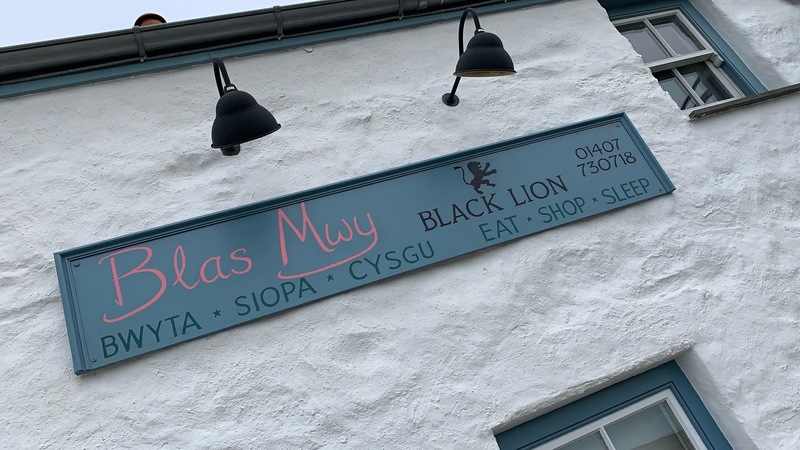 Blas Mwy
BLACK LION
01407
730718
BWYTA * SIOPA * CYSGU EAT * SHOP * SLEEP